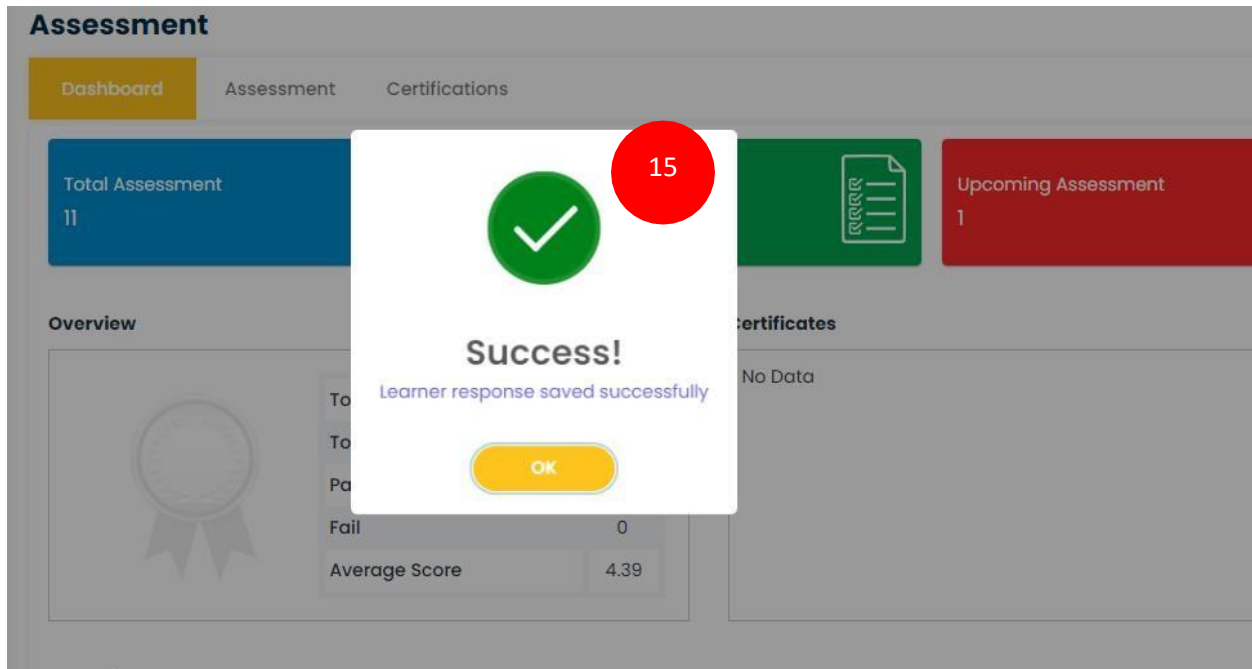 Assessment
Dashboard Assessment Certifications
15
Total Assessment
11
Upcoming Assessment
1
Overview
Certificates
Success!
Learner response saved successfully
OK
No Data
Fail 0
Average Score 4.39